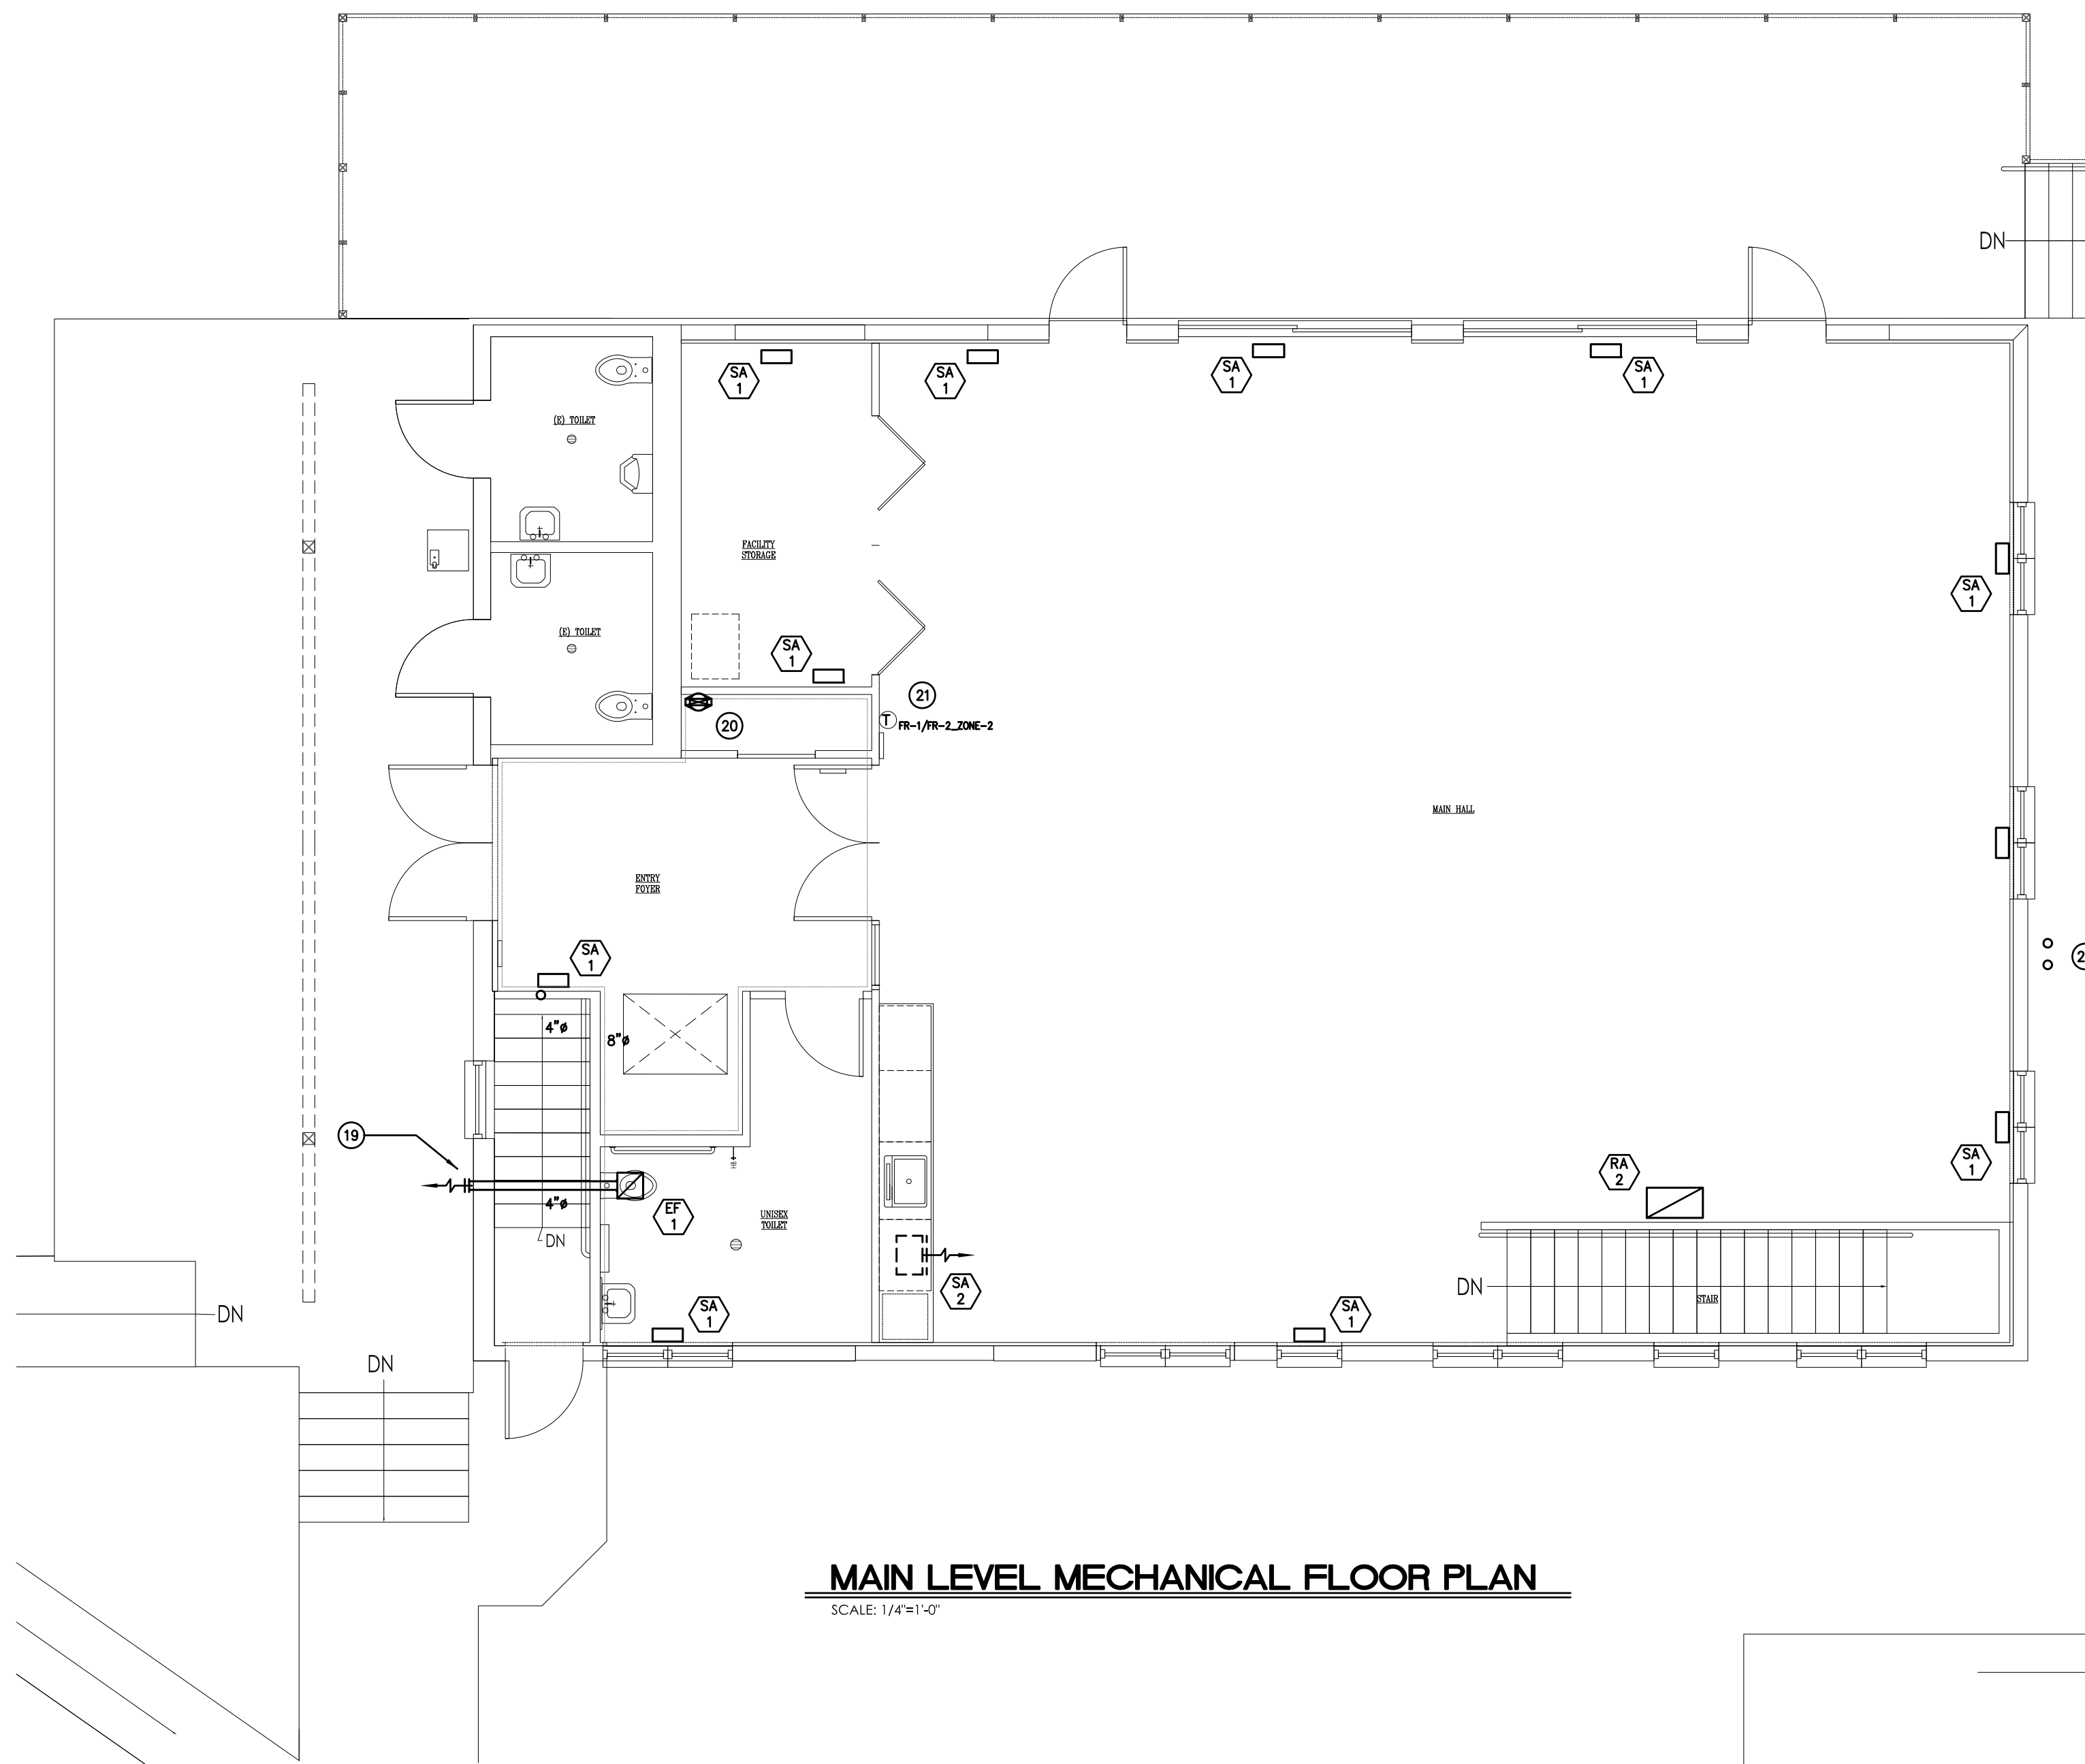 DN
SA
1
SA
1
SA
1
SA
1
(E) TOILET
FACILITY
STORAGE
SA
1
(E) TOILET
SA
1
21
20
T
FR-1/FR-2_ZONE-2
MAIN HALL
ENTRY
FOYER
SA
1
4"ø
8"ø
19
SA
1
RA
2
4"ø
EF
1
UNISEX
TOILET
HB
DN
SA
2
DN
STAIR
SA
1
SA
1
DN
DN
MAIN LEVEL MECHANICAL FLOOR PLAN
SCALE: 1/4"=1'-0"